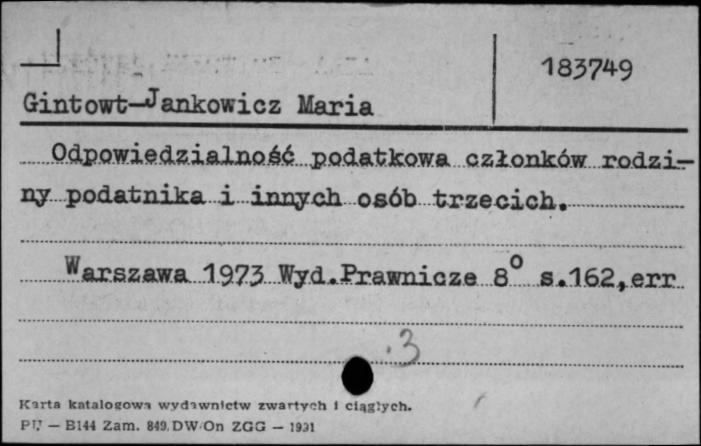 183749
Gintowt-Jankowicz Maria
Odpowiedzialność podatkowa członków rodzi-
ny podatnika i innych osób trzecich.
Warszawa 1973 Wyd.Prawnicze 8° s.162,err
.3
Karta katalogowa wydawnictw zwartych i ciągłych.
PU — B144 Zam. 849. DW/On ZGG — 1931